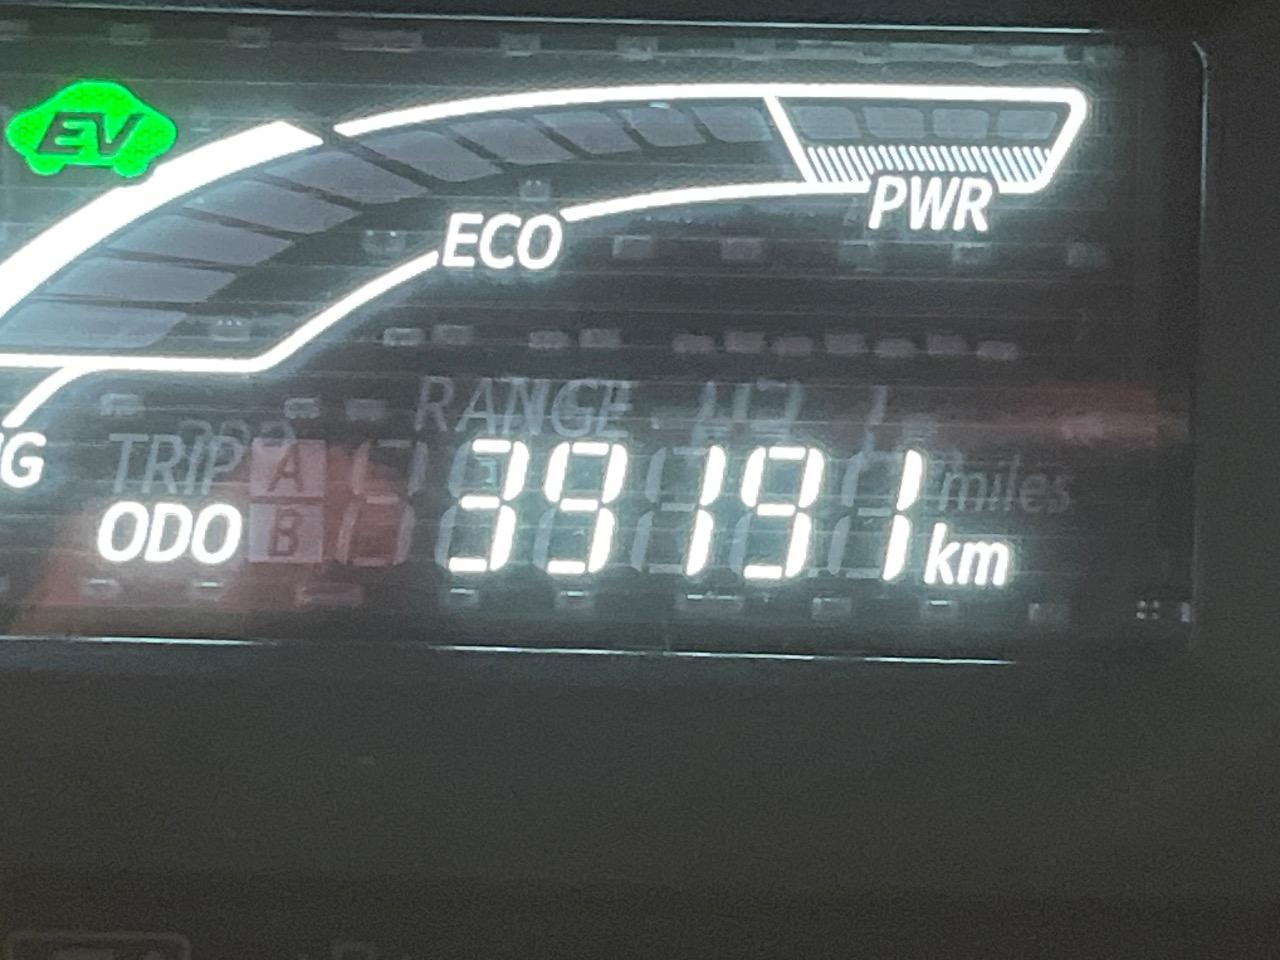 EV
ECO
PWR
RANGE
G
TRIP A
miles
ODO B
39191 km